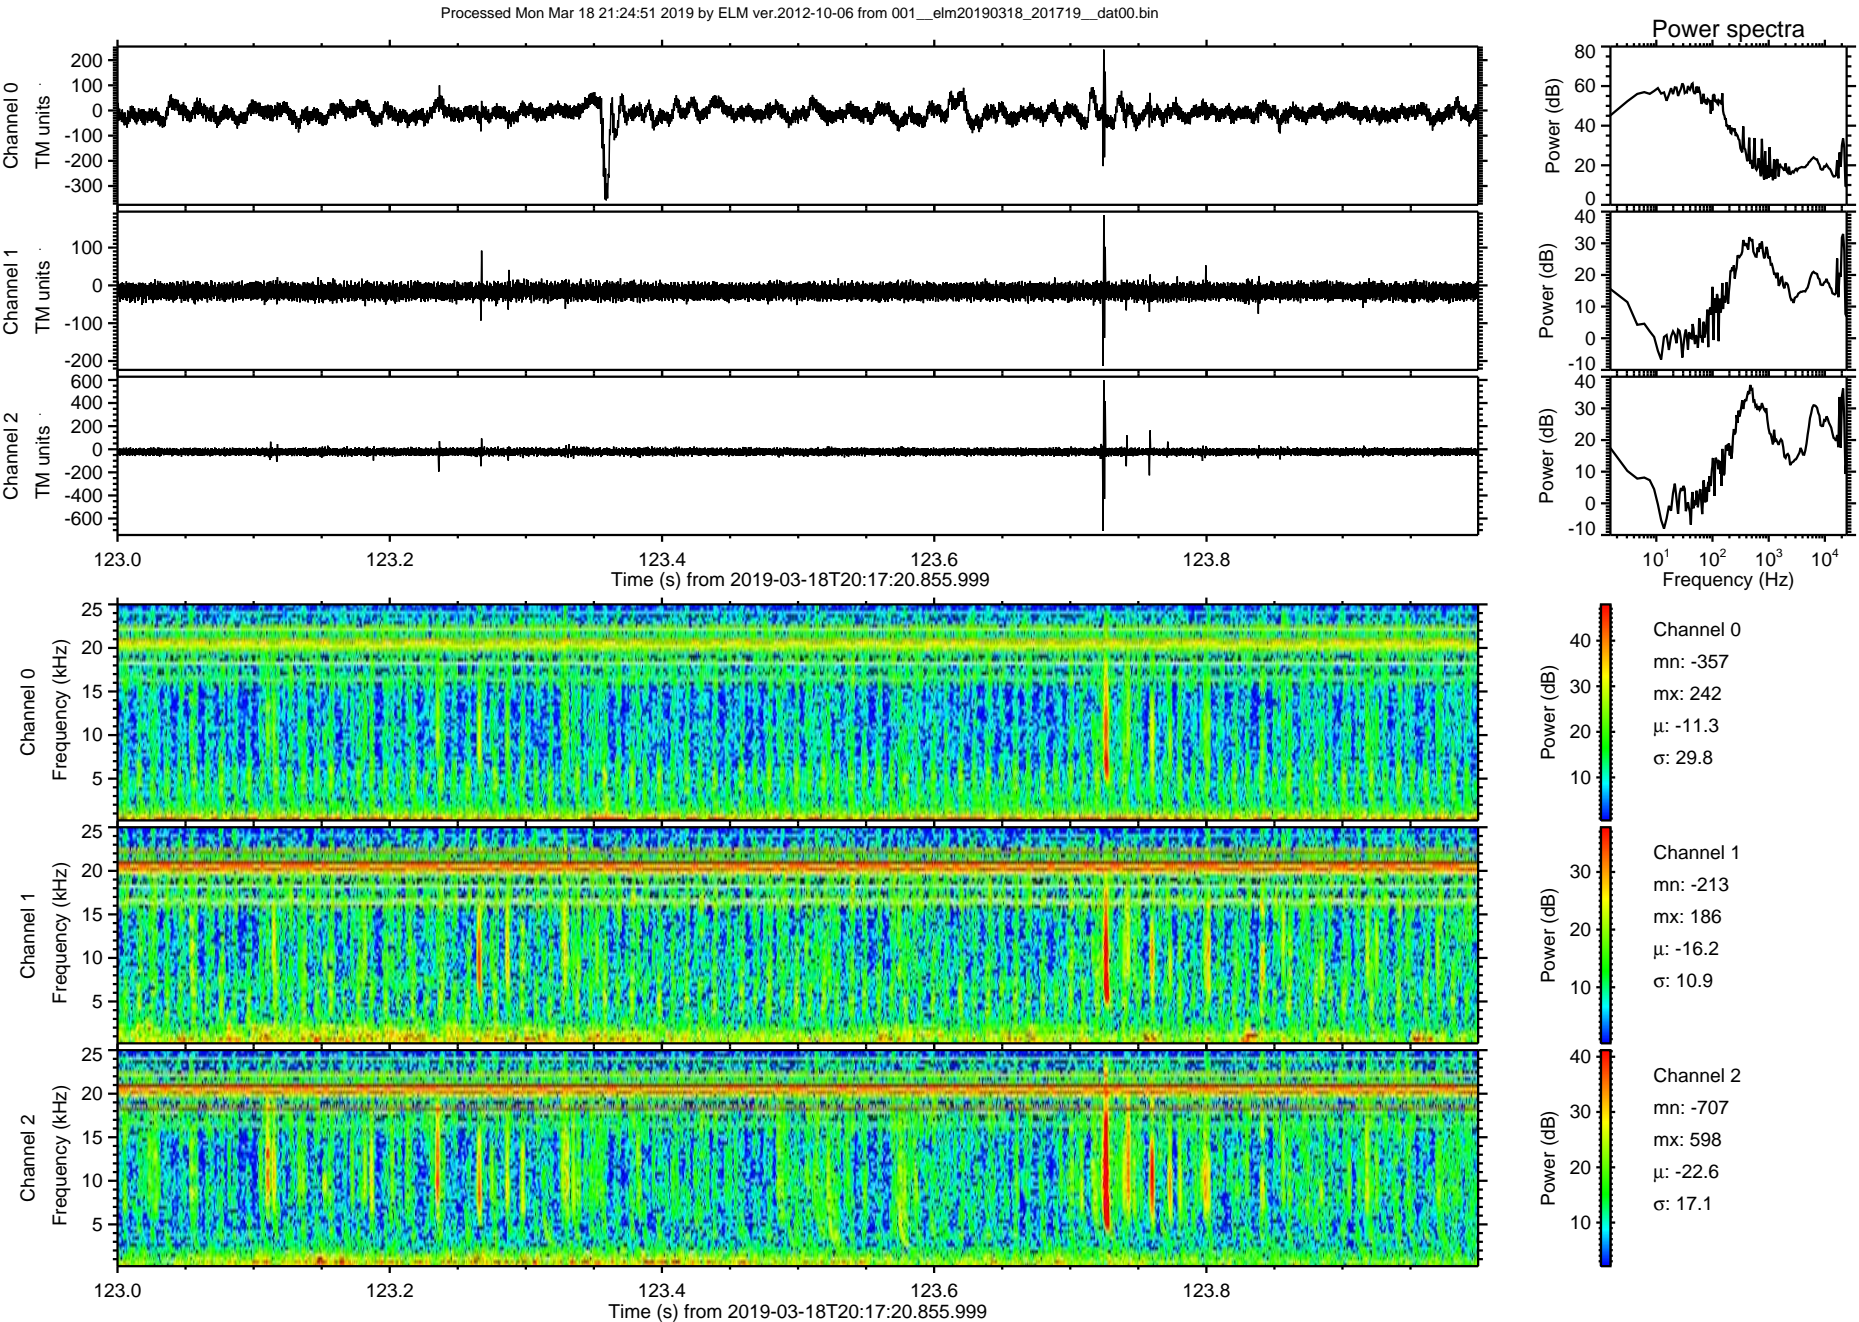 Processed Mon Mar 18 21:24:51 2019 by ELM ver.2012-10-06 from 001__elm20190318_201719__dat00.bin
Power spectra
Channel 0
TM units
200
100
0
-100
-200
-300
Power (dB)
80
60
40
20
0
Channel 1
TM units
100
0
-100
-200
Power (dB)
40
30
20
10
0
-10
Channel 2
TM units
600
400
200
0
-200
-400
-600
Power (dB)
40
30
20
10
0
-10
123.0 123.2 123.4 123.6 123.8
Time (s) from 2019-03-18T20:17:20.855.999
10^1 10^2 10^3 10^4
Frequency (Hz)
Channel 0
Frequency (kHz)
25
20
15
10
5
Power (dB)
40
30
20
10
Channel 0
mn: -357
mx: 242
μ: -11.3
σ: 29.8
Channel 1
Frequency (kHz)
25
20
15
10
5
Power (dB)
30
20
10
Channel 1
mn: -213
mx: 186
μ: -16.2
σ: 10.9
Channel 2
Frequency (kHz)
25
20
15
10
5
Power (dB)
40
30
20
10
Channel 2
mn: -707
mx: 598
μ: -22.6
σ: 17.1
123.0 123.2 123.4 123.6 123.8
Time (s) from 2019-03-18T20:17:20.855.999